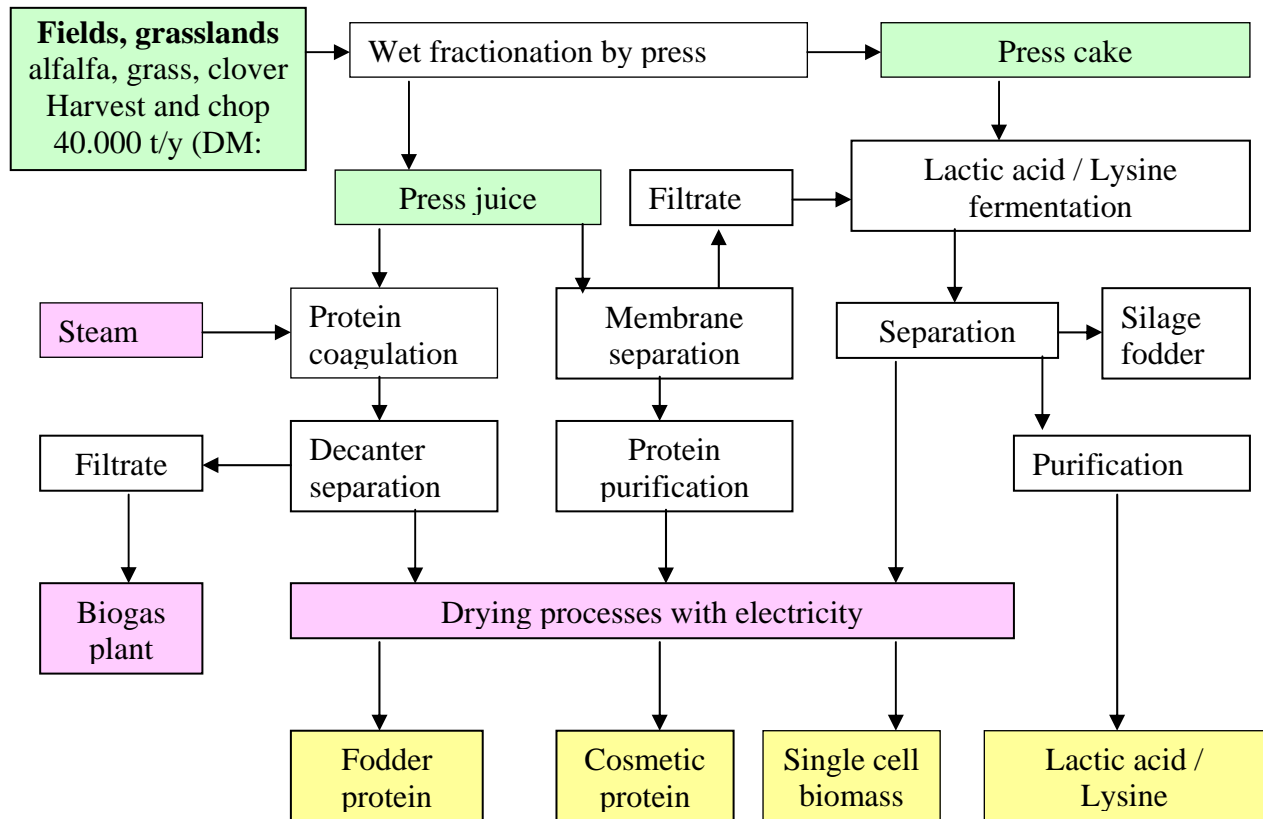 Fields, grasslands
alfalfa, grass, clover
Harvest and chop
40.000 t/y (DM:
Wet fractionation by press
Press cake
Press juice
Filtrate
Lactic acid / Lysine
fermentation
Steam
Protein
coagulation
Membrane
separation
Separation
Silage
fodder
Filtrate
Decanter
separation
Protein
purification
Purification
Biogas
plant
Drying processes with electricity
Fodder
protein
Cosmetic
protein
Single cell
biomass
Lactic acid /
Lysine